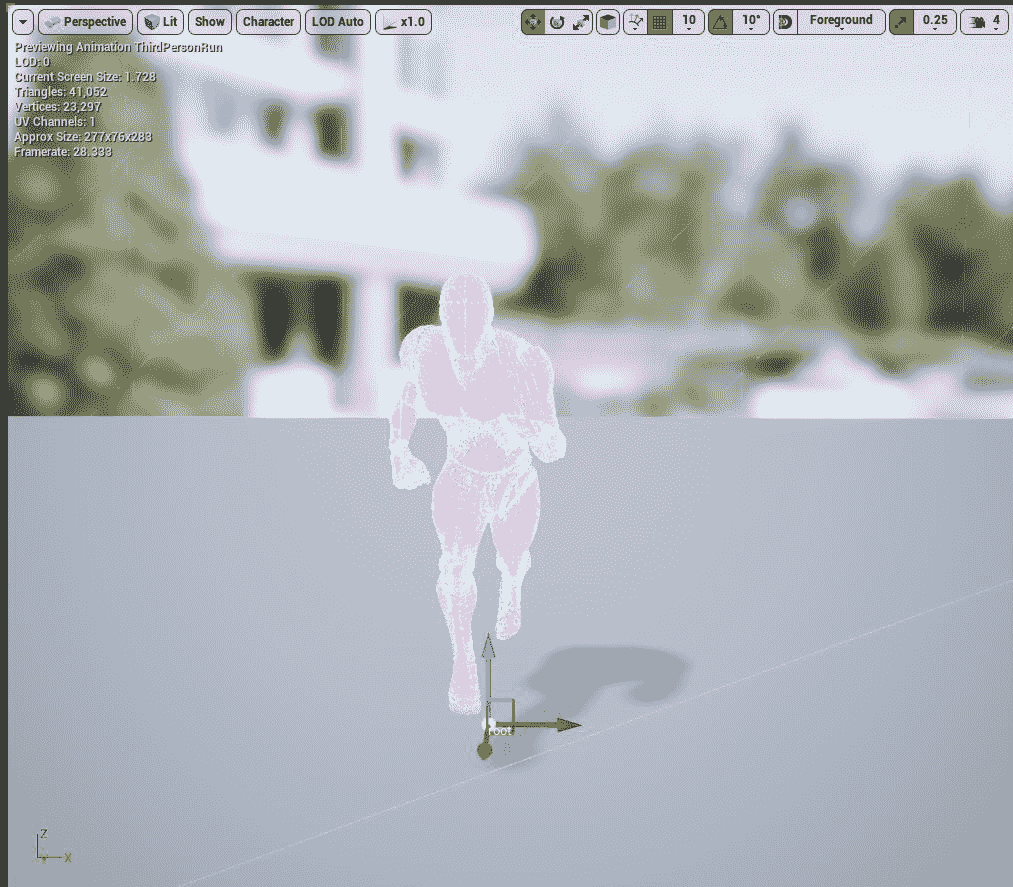 Perspective Lit Show Character LOD Auto x1.0 10 10° Foreground 0.25 4
Previewing Animation ThirdPersonRun
LOD: 0
Current Screen Size: 1.728
Triangles: 41,052
Vertices: 23,297
UV Channels: 1
Approx Size: 277x76x283
Framerate: 28.333
root
Z
Y X